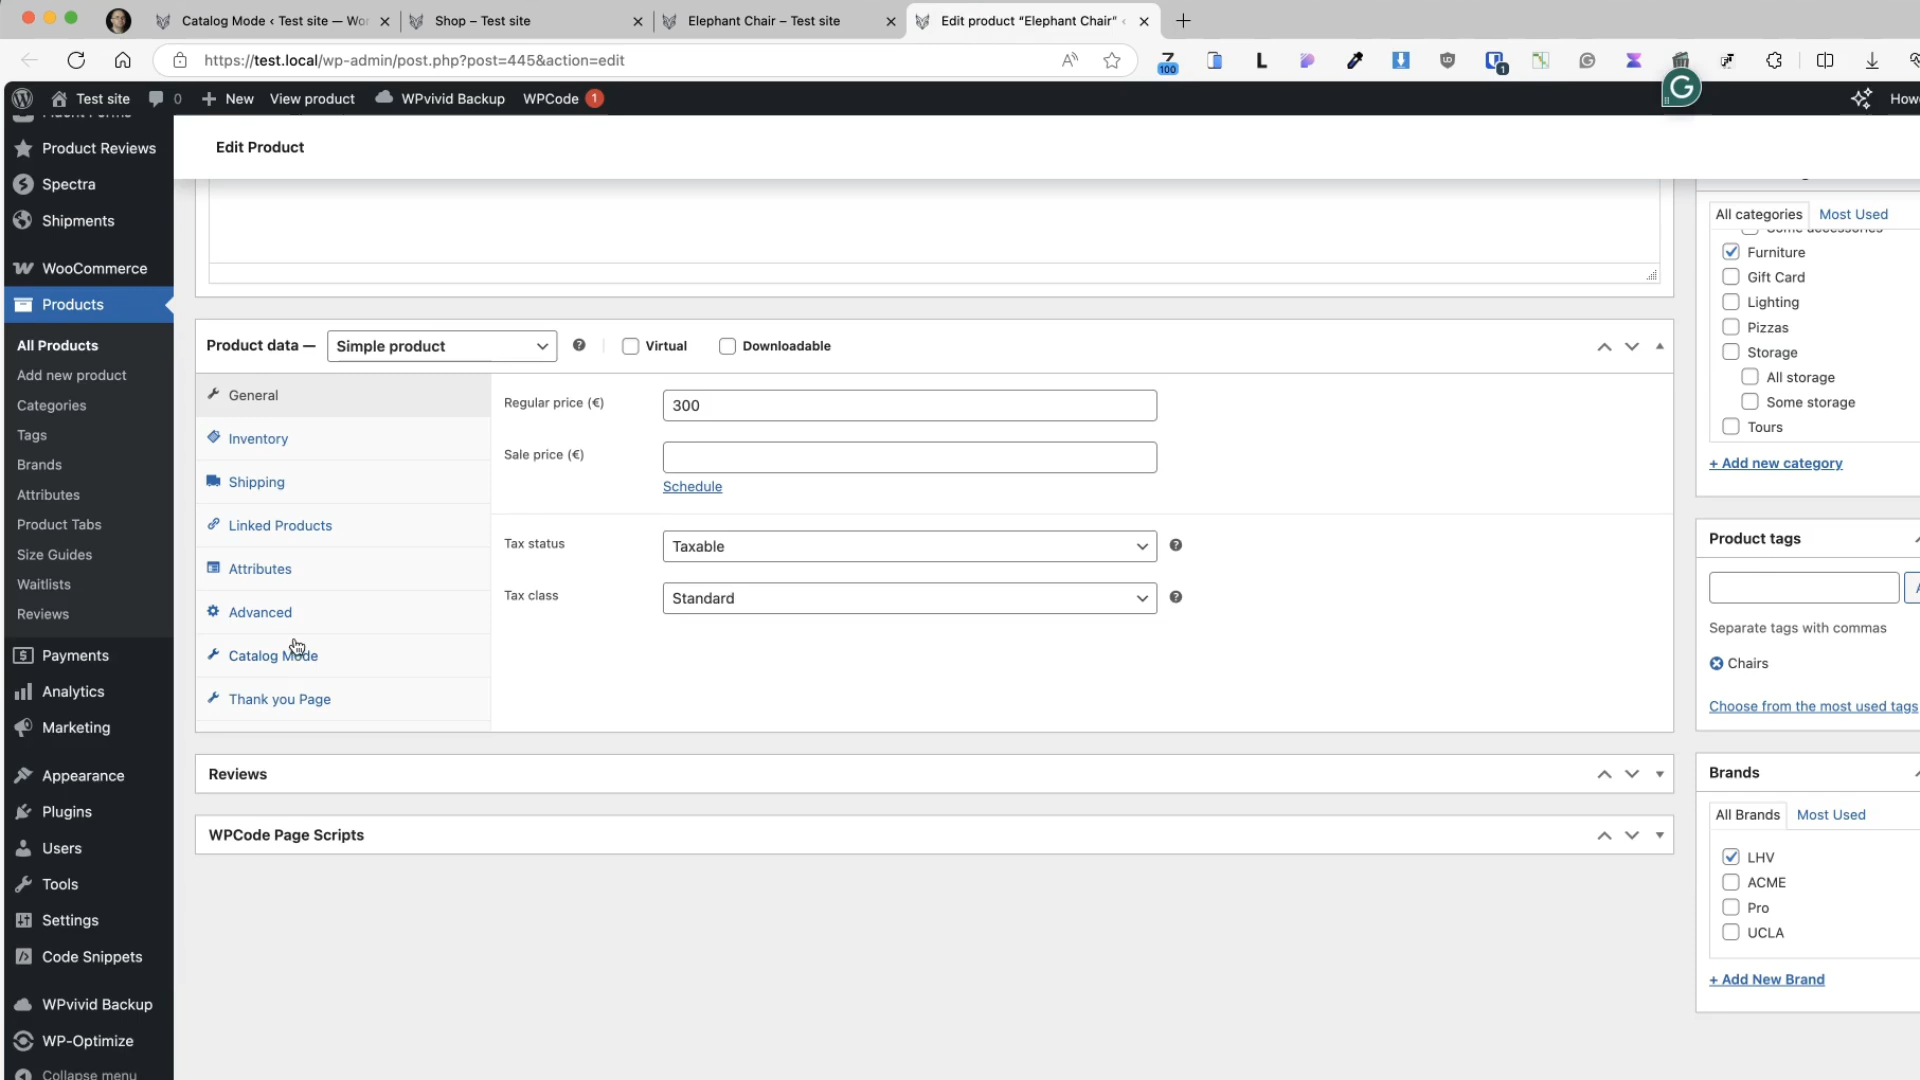 Catalog Mode ‹ Test site — Wo
Shop – Test site
Elephant Chair – Test site
Edit product “Elephant Chair” ‹
https://test.local/wp-admin/post.php?post=445&action=edit
100
1
Test site
0
New
View product
WPvivid Backup
WPCode
1
How
Fluent Forms
Product Reviews
Spectra
Shipments
WooCommerce
Products
All Products
Add new product
Categories
Tags
Brands
Attributes
Product Tabs
Size Guides
Waitlists
Reviews
Payments
Analytics
Marketing
Appearance
Plugins
Users
Tools
Settings
Code Snippets
WPvivid Backup
WP-Optimize
Collapse menu
Edit Product
Product data —
Simple product
Virtual
Downloadable
General
Inventory
Shipping
Linked Products
Attributes
Advanced
Catalog Mode
Thank you Page
Regular price (€)
300
Sale price (€)
Schedule
Tax status
Taxable
Tax class
Standard
Reviews
WPCode Page Scripts
All categories
Most Used
Some accessories
Furniture
Gift Card
Lighting
Pizzas
Storage
All storage
Some storage
Tours
+ Add new category
Product tags
Separate tags with commas
Chairs
Choose from the most used tags
Brands
All Brands
Most Used
LHV
ACME
Pro
UCLA
+ Add New Brand